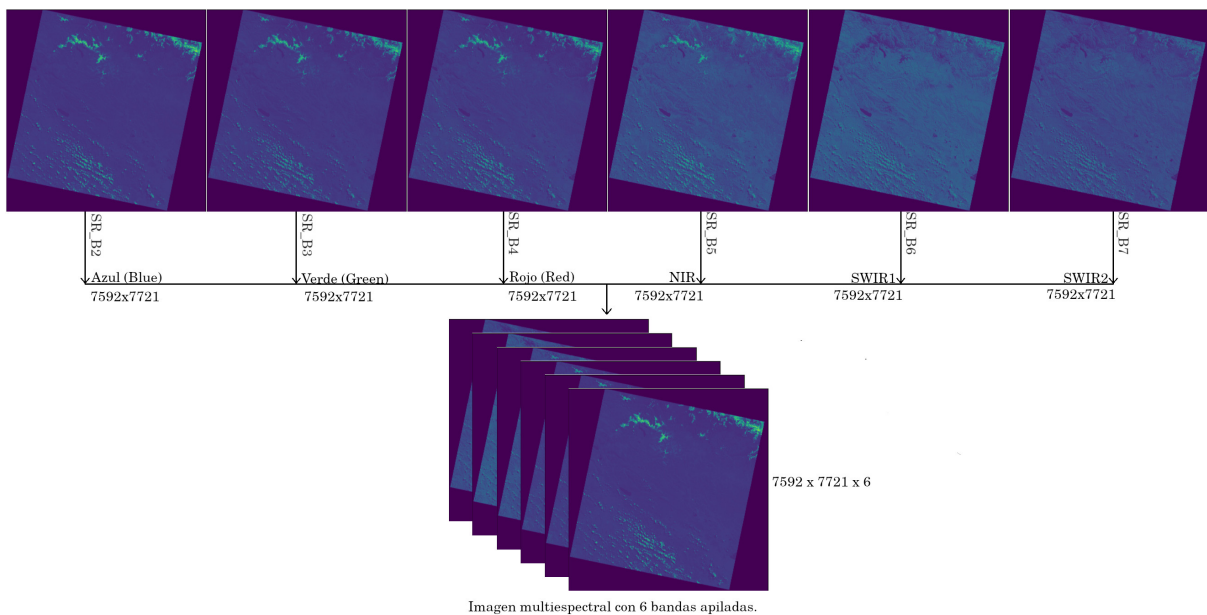 SR_B2
SR_B3
SR_B4
SR_B5
SR_B6
SR_B7
Azul (Blue)
Verde (Green)
Rojo (Red)
NIR
SWIR1
SWIR2
7592x7721
7592x7721
7592x7721
7592x7721
7592x7721
7592x7721
7592 x 7721 x 6
Imagen multiespectral con 6 bandas apiladas.